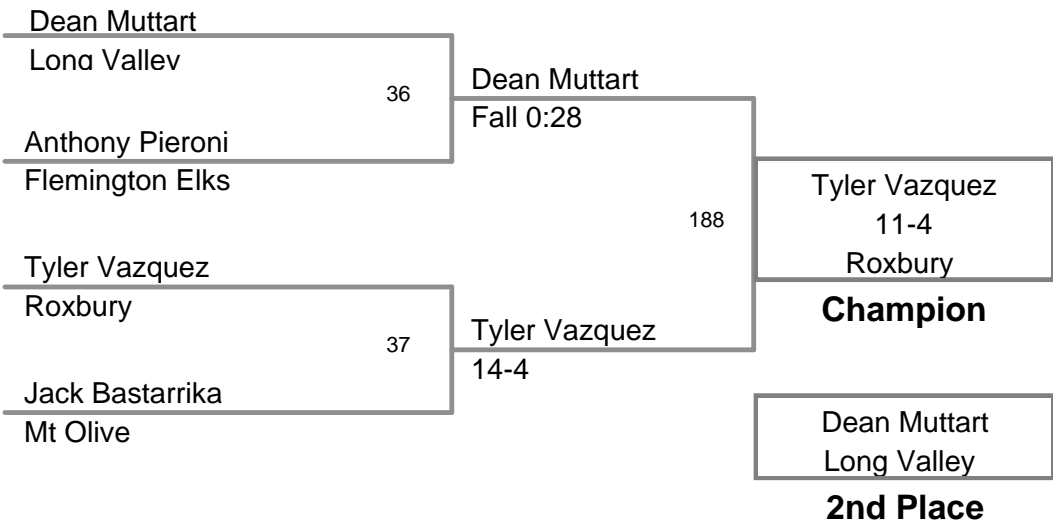 Dean Muttart
Long Valley
36
Anthony Pieroni
Flemington Elks
Dean Muttart
Fall 0:28
Tyler Vazquez
Roxbury
37
Jack Bastarrika
Mt Olive
Tyler Vazquez
14-4
188
Tyler Vazquez
11-4
Roxbury
Champion
Dean Muttart
Long Valley
2nd Place